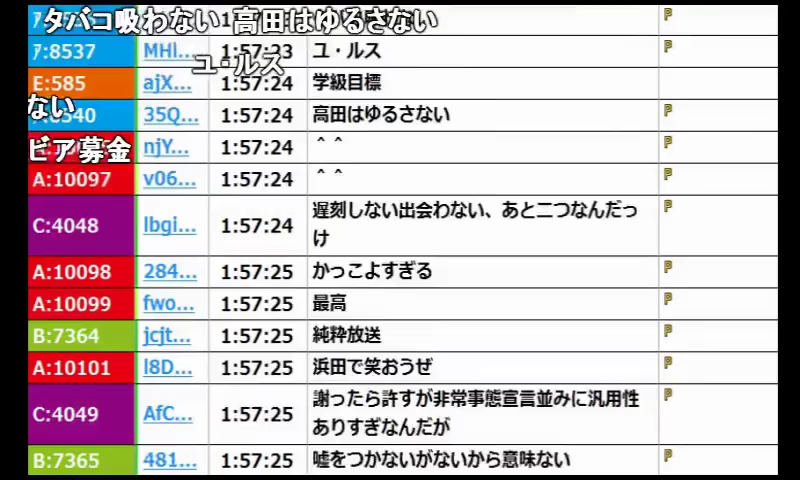 タバコ吸わない 高田はゆるさない
ｱ:8537 MHl... 1:57:23 ユ・ルス P
ユ・ルス
E:585 ajX... 1:57:24 学級目標
ない
8540 35Q... 1:57:24 高田はゆるさない P
ビア募金
njY... 1:57:24 ＾＾ P
A:10097 v06... 1:57:24 ＾＾ P
C:4048 lbgi... 1:57:24 遅刻しない出会わない、あと二つなんだっ P
け
A:10098 284... 1:57:25 かっこよすぎる P
A:10099 fwo... 1:57:25 最高 P
B:7364 jcjt... 1:57:25 純粋放送 P
A:10101 l8D... 1:57:25 浜田で笑おうぜ P
C:4049 AfC... 1:57:25 謝ったら許すが非常事態宣言並みに汎用性 P
ありすぎなんだが
B:7365 481... 1:57:25 嘘をつかないがないから意味ない P